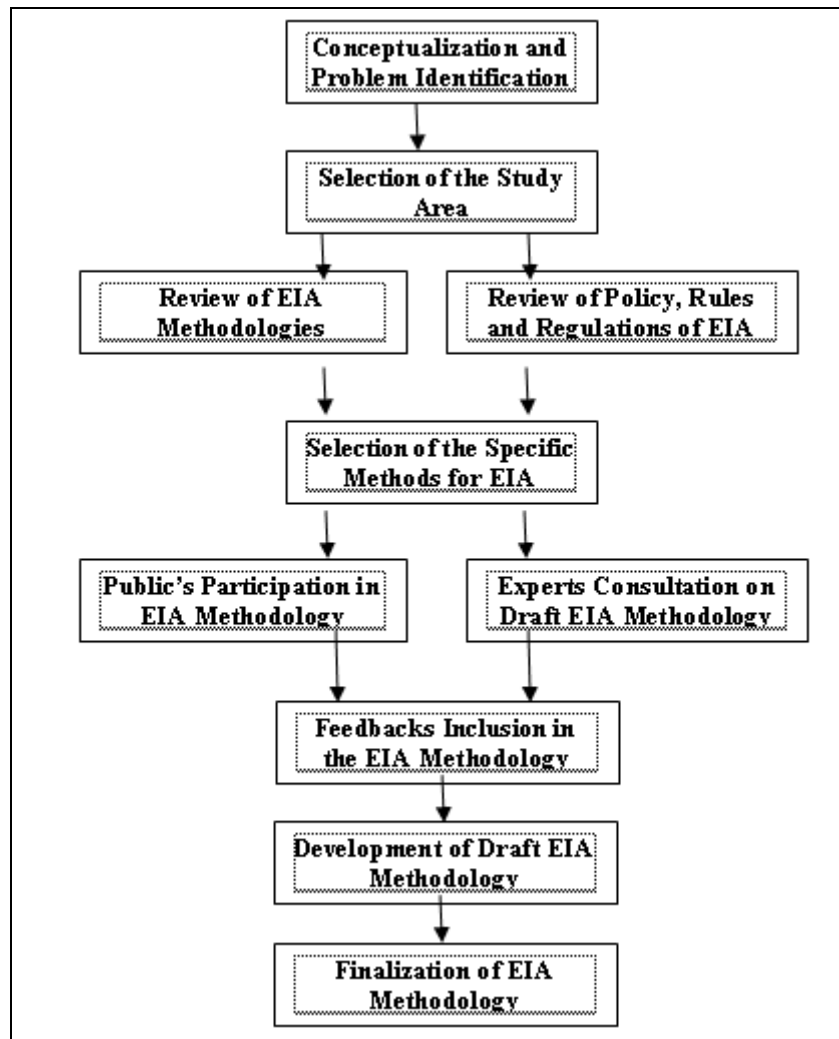 Conceptualization and
Problem Identification
Selection of the Study
Area
Review of EIA
Methodologies
Review of Policy, Rules
and Regulations of EIA
Selection of the Specific
Methods for EIA
Public's Participation in
EIA Methodology
Experts Consultation on
Draft EIA Methodology
Feedbacks Inclusion in
the EIA Methodology
Development of Draft EIA
Methodology
Finalization of EIA
Methodology